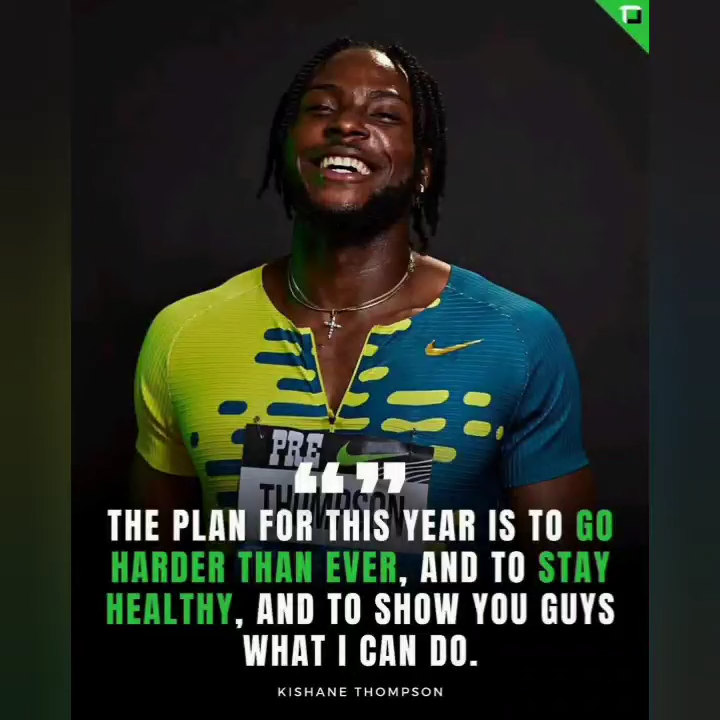 PRE
THOMPSON
“ ”
THE PLAN FOR THIS YEAR IS TO GO
HARDER THAN EVER, AND TO STAY
HEALTHY, AND TO SHOW YOU GUYS
WHAT I CAN DO.
KISHANE THOMPSON